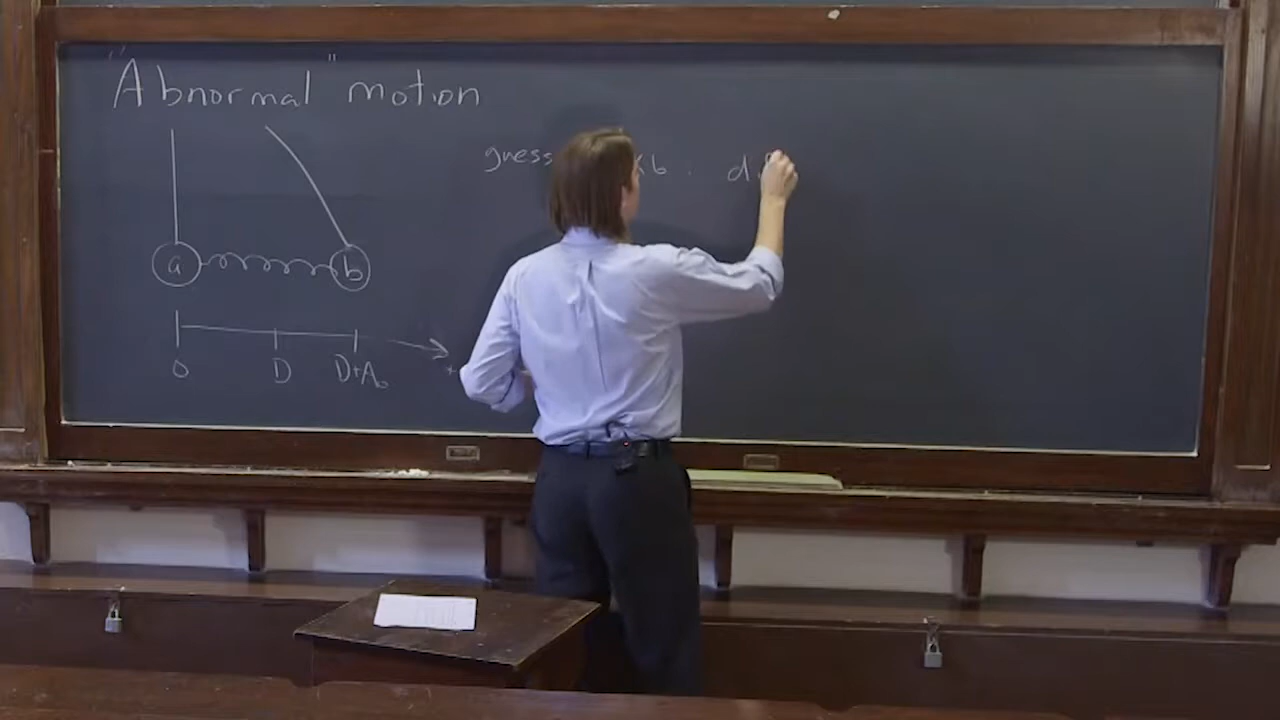 "Abnormal" motion
guess
a b
0 D D+A₀